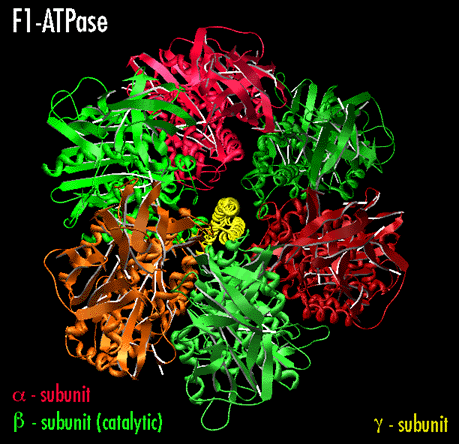 F1-ATPase
α - subunit
β - subunit (catalytic)
γ - subunit